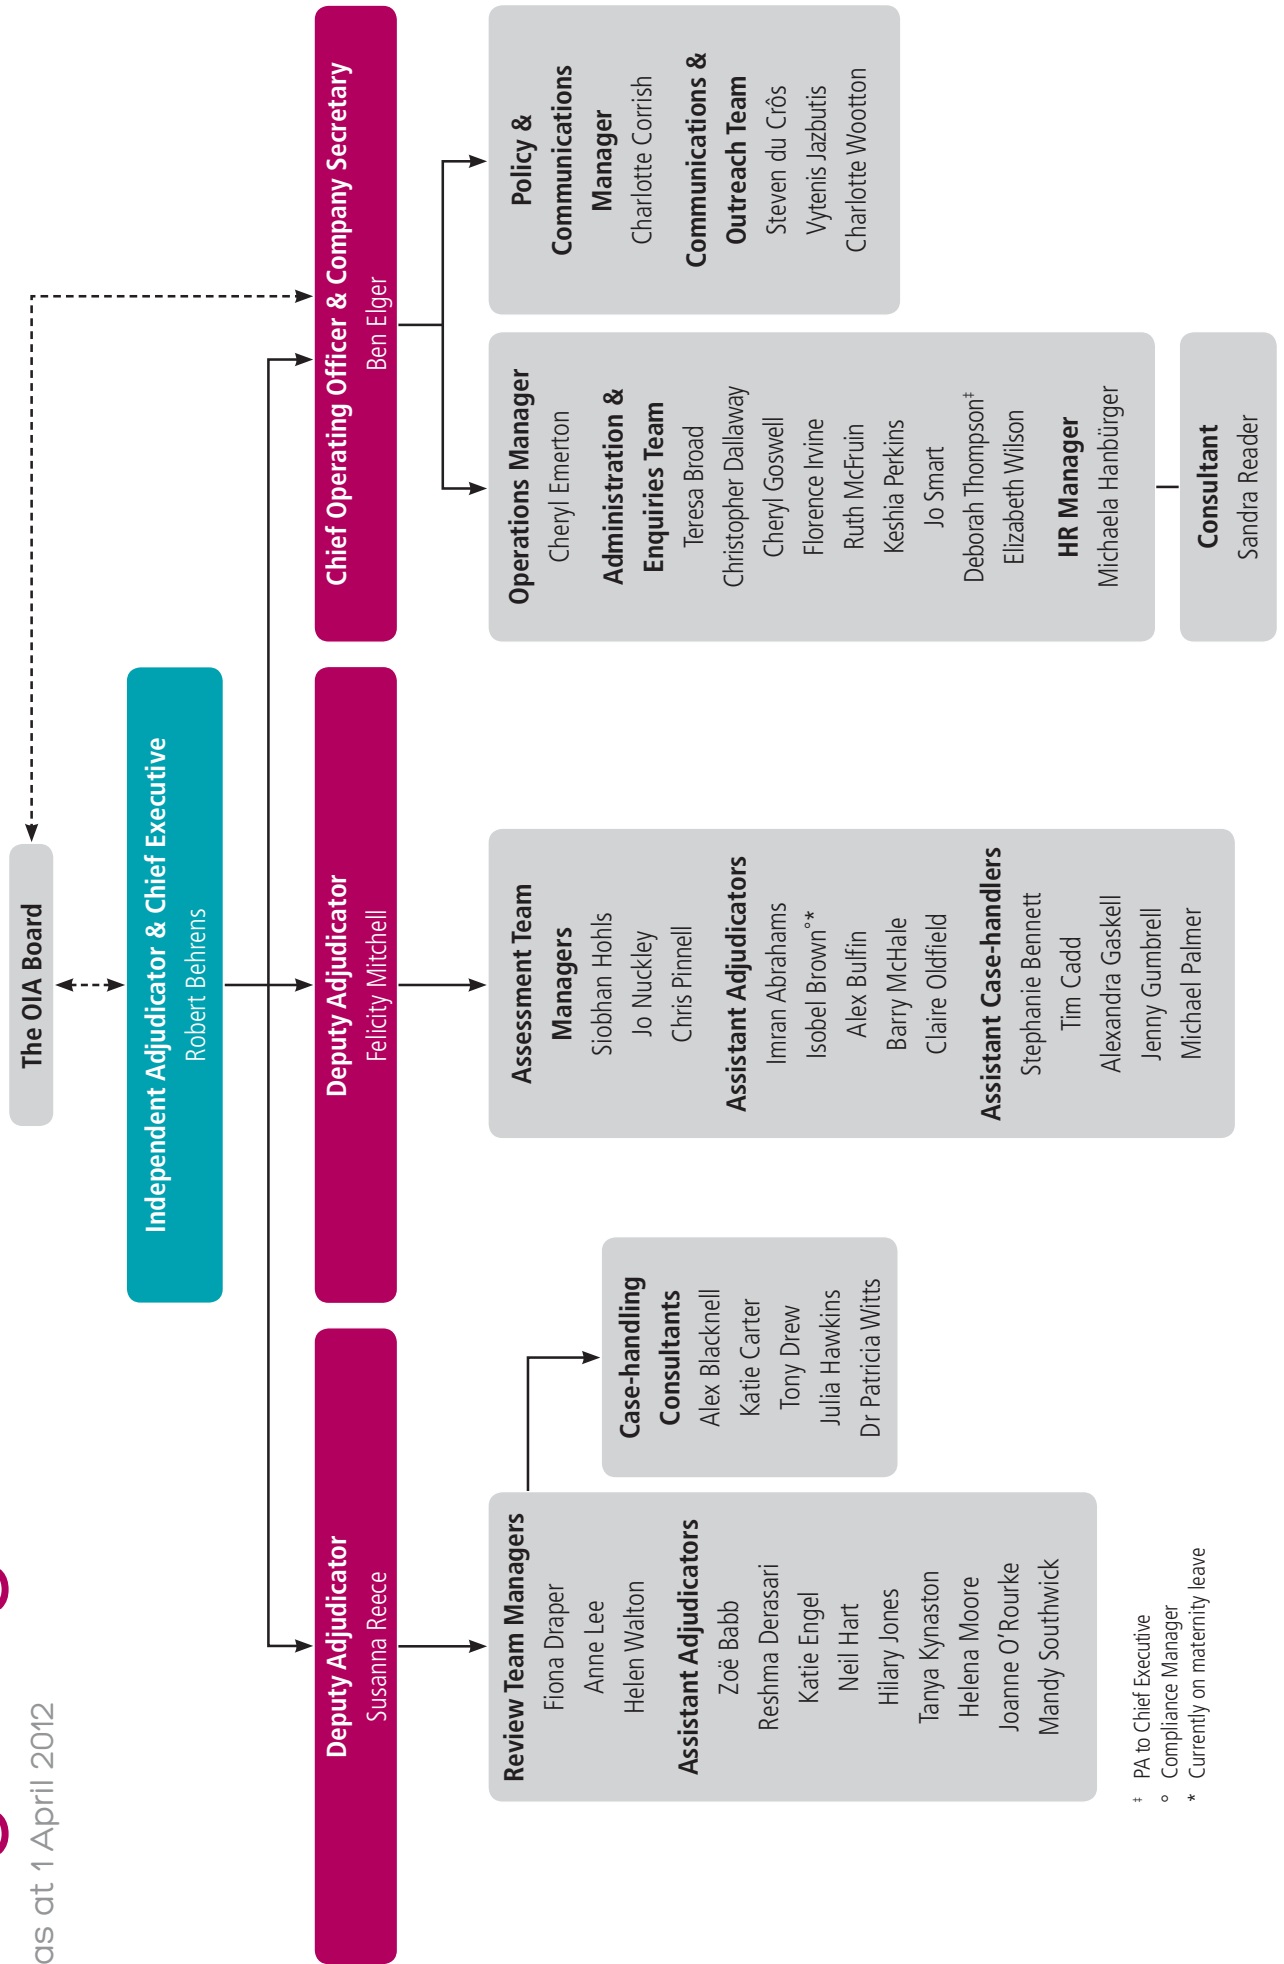 as at 1 April 2012
The OIA Board
Independent Adjudicator & Chief Executive
Robert Behrens
Deputy Adjudicator
Susanna Reece
Deputy Adjudicator
Felicity Mitchell
Chief Operating Officer & Company Secretary
Ben Elger
Review Team Managers
Fiona Draper
Anne Lee
Helen Walton
Assistant Adjudicators
Zoë Babb
Reshma Derasari
Katie Engel
Neil Hart
Hilary Jones
Tanya Kynaston
Helena Moore
Joanne O’Rourke
Mandy Southwick
Case-handling
Consultants
Alex Blacknell
Katie Carter
Tony Drew
Julia Hawkins
Dr Patricia Witts
Assessment Team
Managers
Siobhan Hohls
Jo Nuckley
Chris Pinnell
Assistant Adjudicators
Imran Abrahams
Isobel Brown°*
Alex Bulfin
Barry McHale
Claire Oldfield
Assistant Case-handlers
Stephanie Bennett
Tim Cadd
Alexandra Gaskell
Jenny Gumbrell
Michael Palmer
Operations Manager
Cheryl Emerton
Administration &
Enquiries Team
Teresa Broad
Christopher Dallaway
Cheryl Goswell
Florence Irvine
Ruth McFruin
Keshia Perkins
Jo Smart
Deborah Thompson‡
Elizabeth Wilson
HR Manager
Michaela Hanbürger
Consultant
Sandra Reader
Policy &
Communications
Manager
Charlotte Corrish
Communications &
Outreach Team
Steven du Crôs
Vytenis Jazbutis
Charlotte Wootton
‡ PA to Chief Executive
° Compliance Manager
* Currently on maternity leave